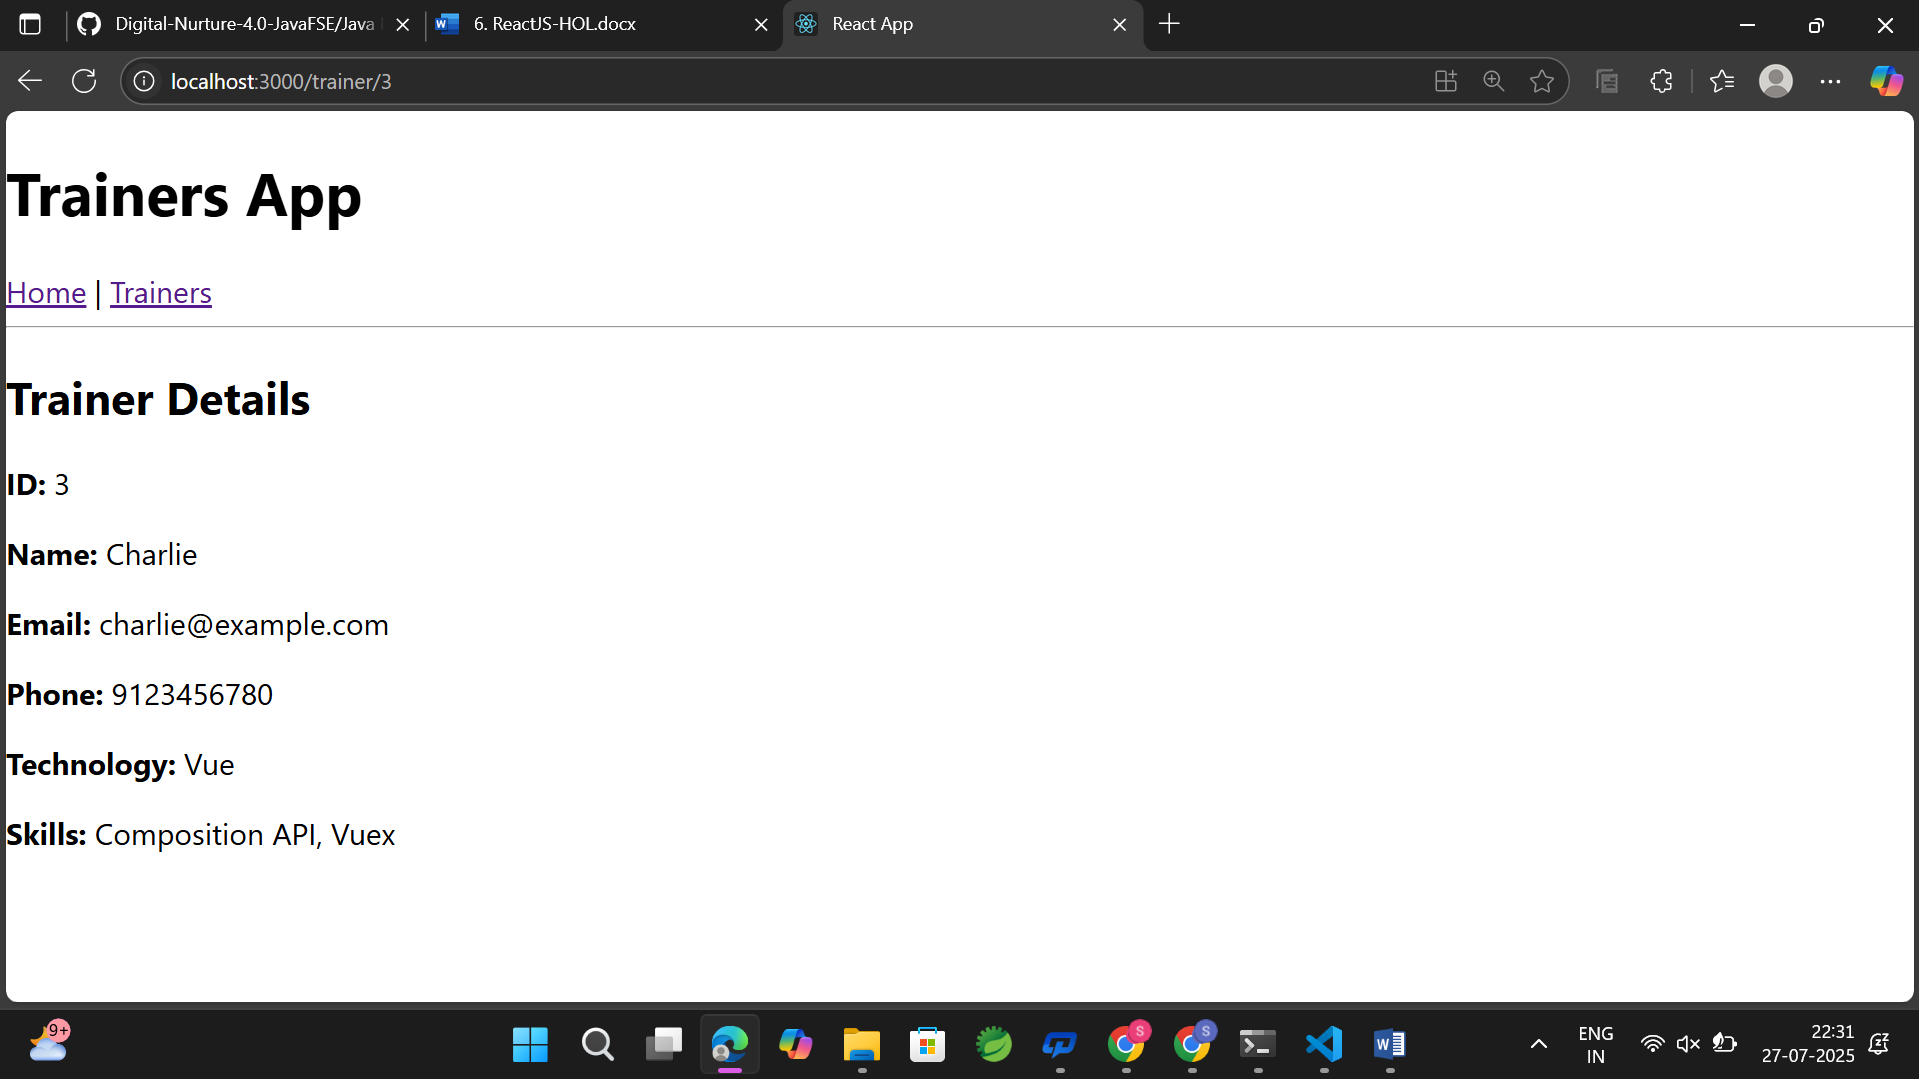 Digital-Nurture-4.0-JavaFSE/Java
6. ReactJS-HOL.docx
React App
localhost:3000/trainer/3
Trainers App
Home | Trainers
Trainer Details
ID: 3
Name: Charlie
Email: charlie@example.com
Phone: 9123456780
Technology: Vue
Skills: Composition API, Vuex
9+
S
S
ENG
IN
22:31
27-07-2025